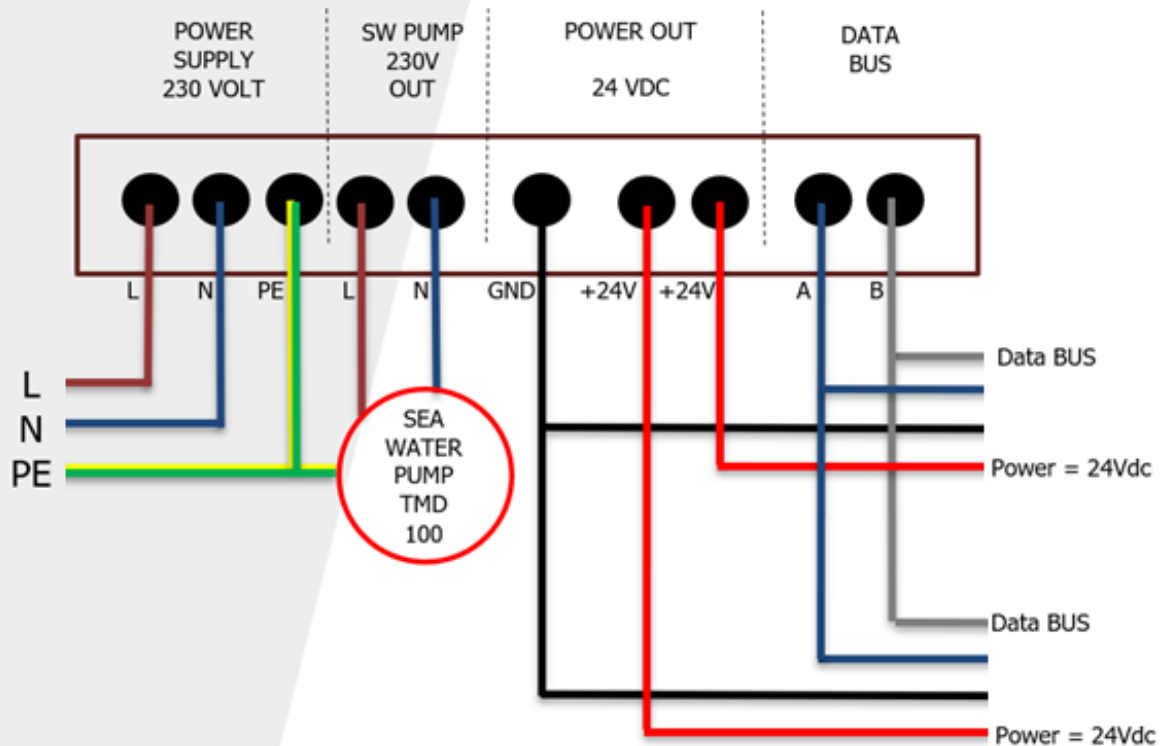 POWER
SUPPLY
230 VOLT
SW PUMP
230V
OUT
POWER OUT
24 VDC
DATA
BUS
L
N
PE
L
N
GND
+24V
+24V
A
B
L
N
PE
SEA
WATER
PUMP
TMD
100
Data BUS
Power = 24Vdc
Data BUS
Power = 24Vdc